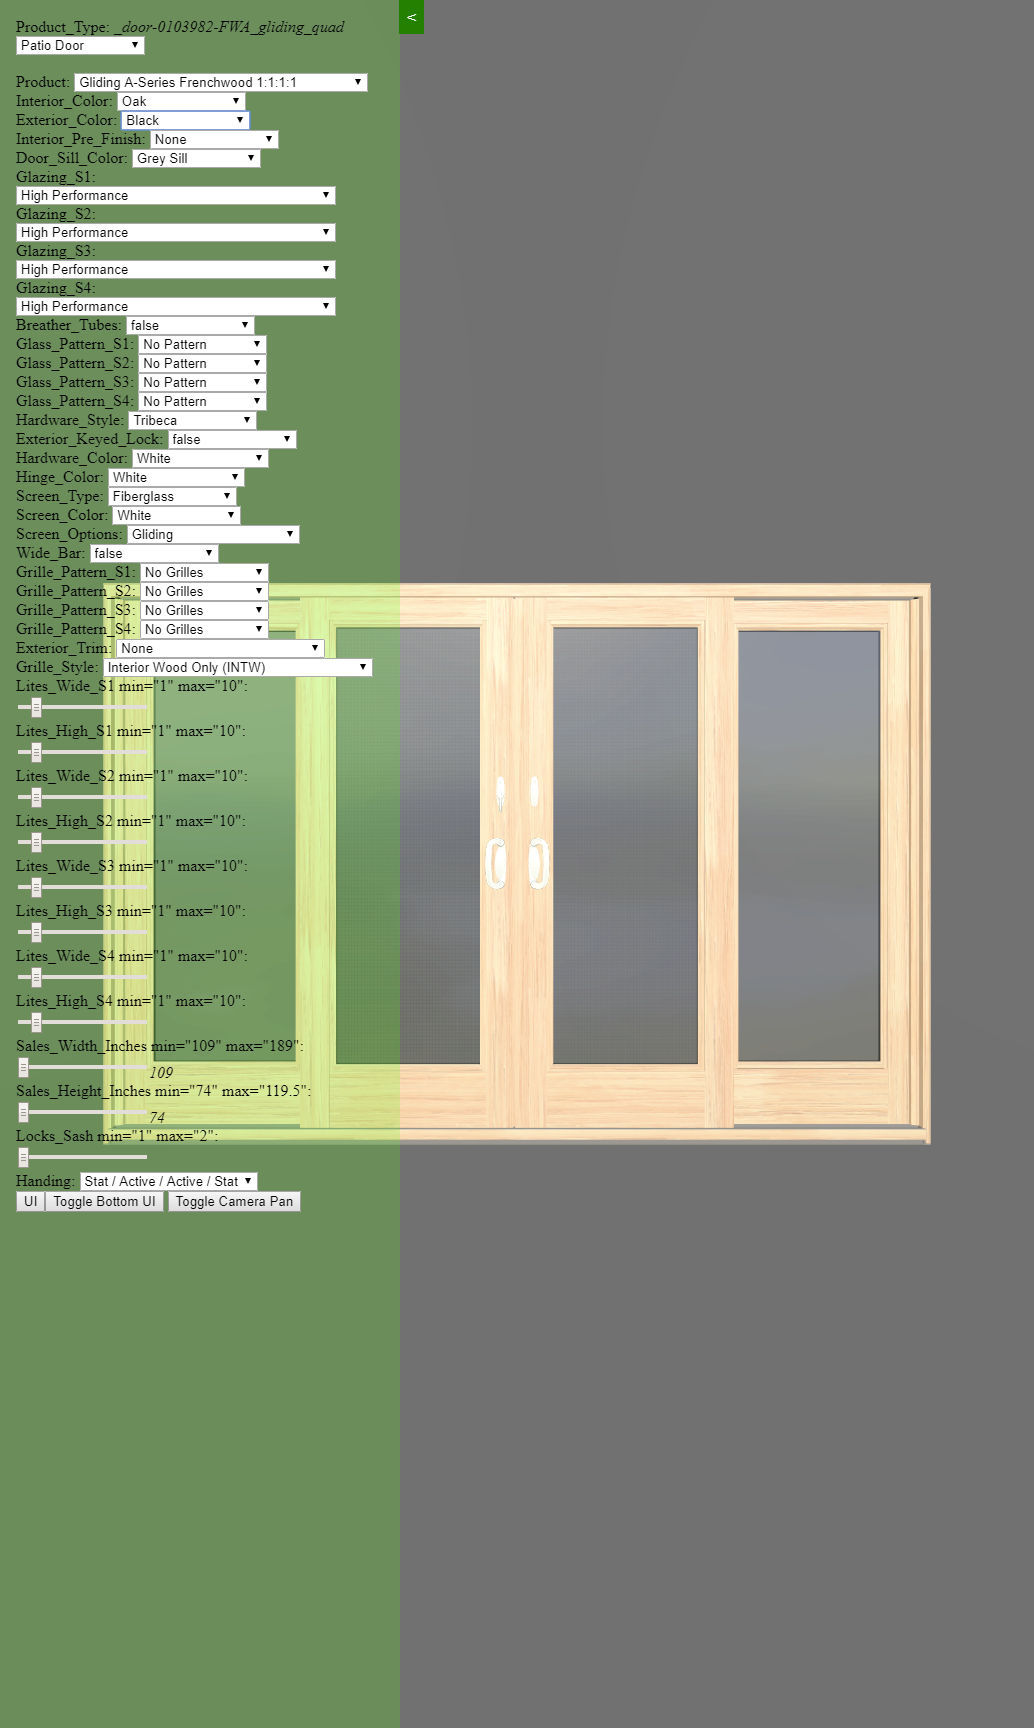 <
Product_Type: _door-0103982-FWA_gliding_quad
Patio Door
Product: Gliding A-Series Frenchwood 1:1:1:1
Interior_Color: Oak
Exterior_Color: Black
Interior_Pre_Finish: None
Door_Sill_Color: Grey Sill
Glazing_S1:
High Performance
Glazing_S2:
High Performance
Glazing_S3:
High Performance
Glazing_S4:
High Performance
Breather_Tubes: false
Glass_Pattern_S1: No Pattern
Glass_Pattern_S2: No Pattern
Glass_Pattern_S3: No Pattern
Glass_Pattern_S4: No Pattern
Hardware_Style: Tribeca
Exterior_Keyed_Lock: false
Hardware_Color: White
Hinge_Color: White
Screen_Type: Fiberglass
Screen_Color: White
Screen_Options: Gliding
Wide_Bar: false
Grille_Pattern_S1: No Grilles
Grille_Pattern_S2: No Grilles
Grille_Pattern_S3: No Grilles
Grille_Pattern_S4: No Grilles
Exterior_Trim: None
Grille_Style: Interior Wood Only (INTW)
Lites_Wide_S1 min="1" max="10":
Lites_High_S1 min="1" max="10":
Lites_Wide_S2 min="1" max="10":
Lites_High_S2 min="1" max="10":
Lites_Wide_S3 min="1" max="10":
Lites_High_S3 min="1" max="10":
Lites_Wide_S4 min="1" max="10":
Lites_High_S4 min="1" max="10":
Sales_Width_Inches min="109" max="189":
109
Sales_Height_Inches min="74" max="119.5":
74
Locks_Sash min="1" max="2":
Handing: Stat / Active / Active / Stat
UI Toggle Bottom UI Toggle Camera Pan